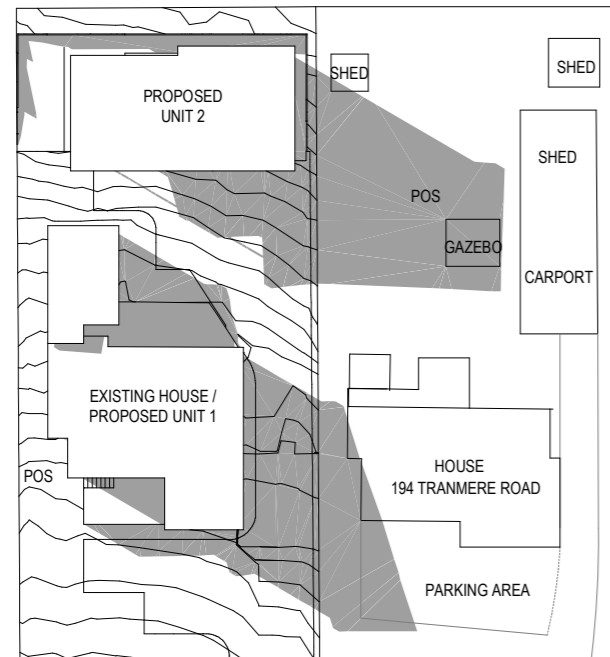 SHED
SHED
PROPOSED
UNIT 2
SHED
POS
GAZEBO
CARPORT
EXISTING HOUSE /
PROPOSED UNIT 1
HOUSE
194 TRANMERE ROAD
POS
PARKING AREA